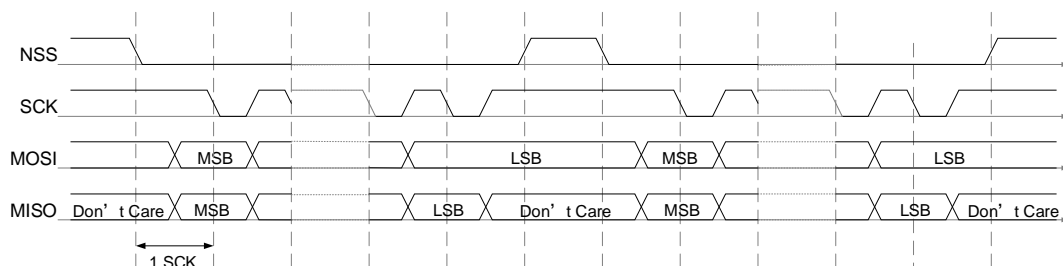 NSS
SCK
MOSI MSB LSB MSB LSB
MISO Don’t Care MSB LSB Don’t Care MSB LSB Don’t Care
1 SCK